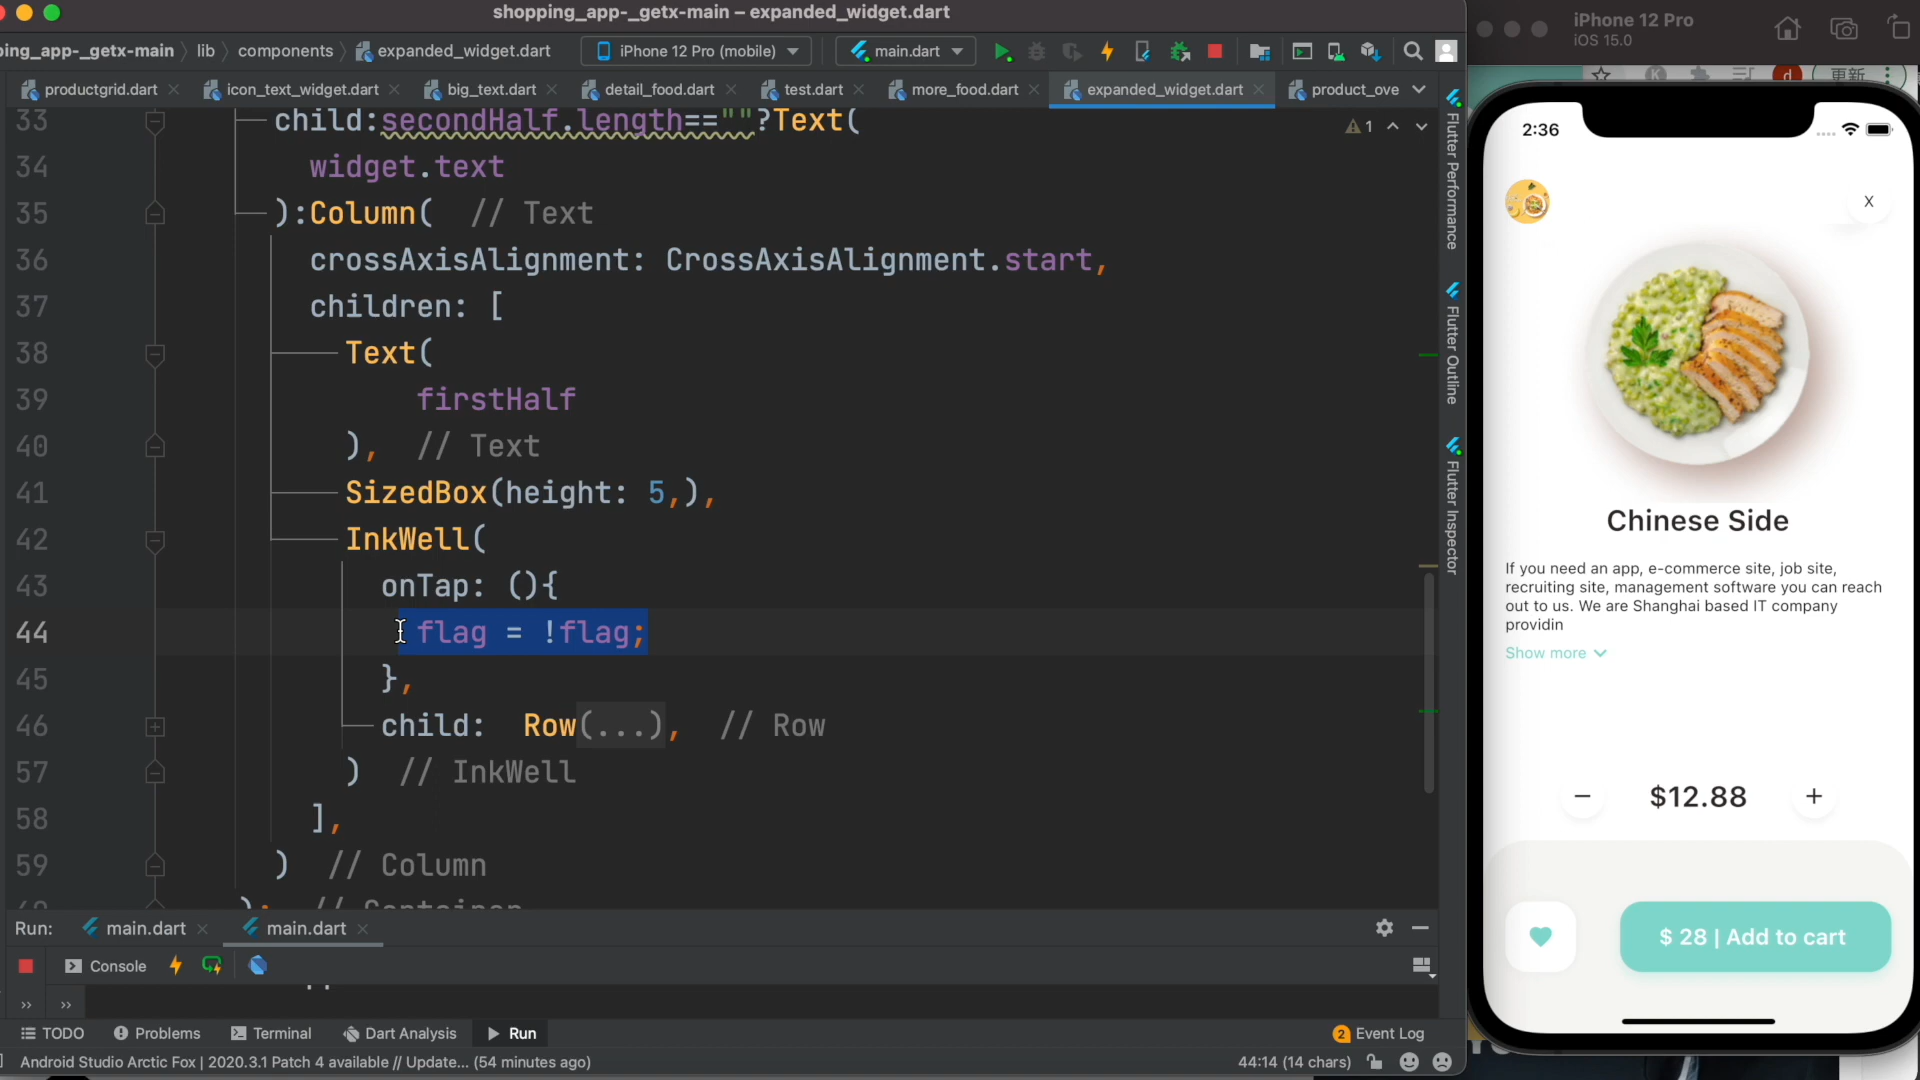 shopping_app-_getx-main – expanded_widget.dart
ing_app-_getx-main
lib
components
expanded_widget.dart
iPhone 12 Pro (mobile)
main.dart
productgrid.dart
icon_text_widget.dart
big_text.dart
detail_food.dart
test.dart
more_food.dart
expanded_widget.dart
product_ove
33 child:secondHalf.length==""?Text(
1
34 widget.text
35 ):Column( // Text
36 crossAxisAlignment: CrossAxisAlignment.start,
37 children: [
38 Text(
39 firstHalf
40 ), // Text
41 SizedBox(height: 5,),
42 InkWell(
43 onTap: (){
44 flag = !flag;
45 },
46 child: Row(...), // Row
57 ) // InkWell
58 ],
59 ) // Column
Flutter Performance
Flutter Outline
Flutter Inspector
Run:
main.dart
main.dart
Console
TODO
Problems
Terminal
Dart Analysis
Run
2 Event Log
Android Studio Arctic Fox | 2020.3.1 Patch 4 available // Update... (54 minutes ago)
44:14 (14 chars)
iPhone 12 Pro
iOS 15.0
K
d
更新
2:36
X
Chinese Side
If you need an app, e-commerce site, job site,
recruiting site, management software you can reach
out to us. We are Shanghai based IT company
providin
Show more
−
$12.88
+
$ 28 | Add to cart